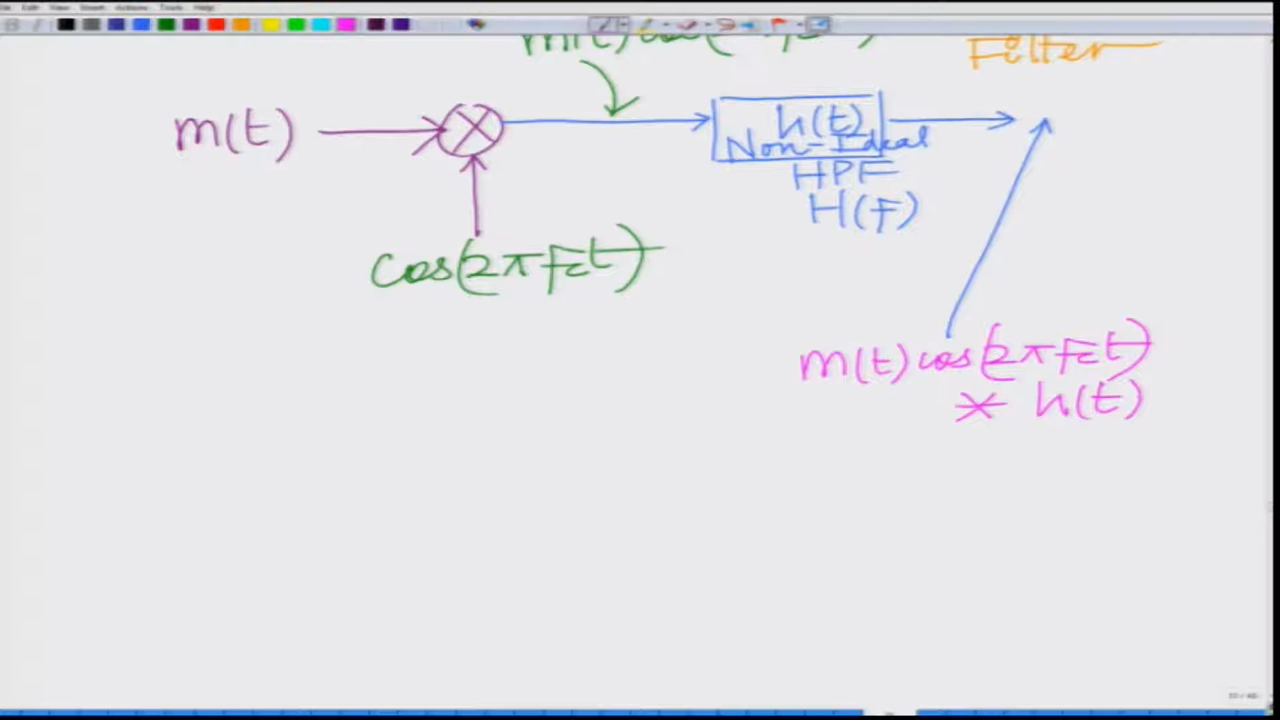 Filter
m(t)
h(t)
Non-Ideal
HPF
H(f)
cos(2πfct)
m(t) cos(2πfct)
* h(t)